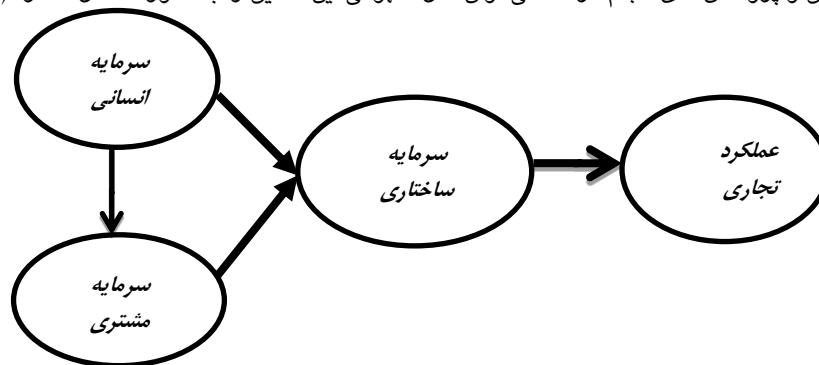 سرمایه
انسانی
سرمایه
ساختاری
عملکرد
تجاری
سرمایه
مشتری